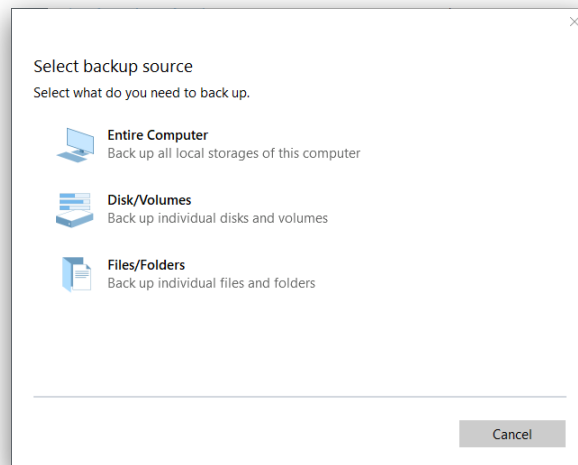 Select backup source
Select what do you need to back up.
Entire Computer
Back up all local storages of this computer
Disk/Volumes
Back up individual disks and volumes
Files/Folders
Back up individual files and folders
Cancel